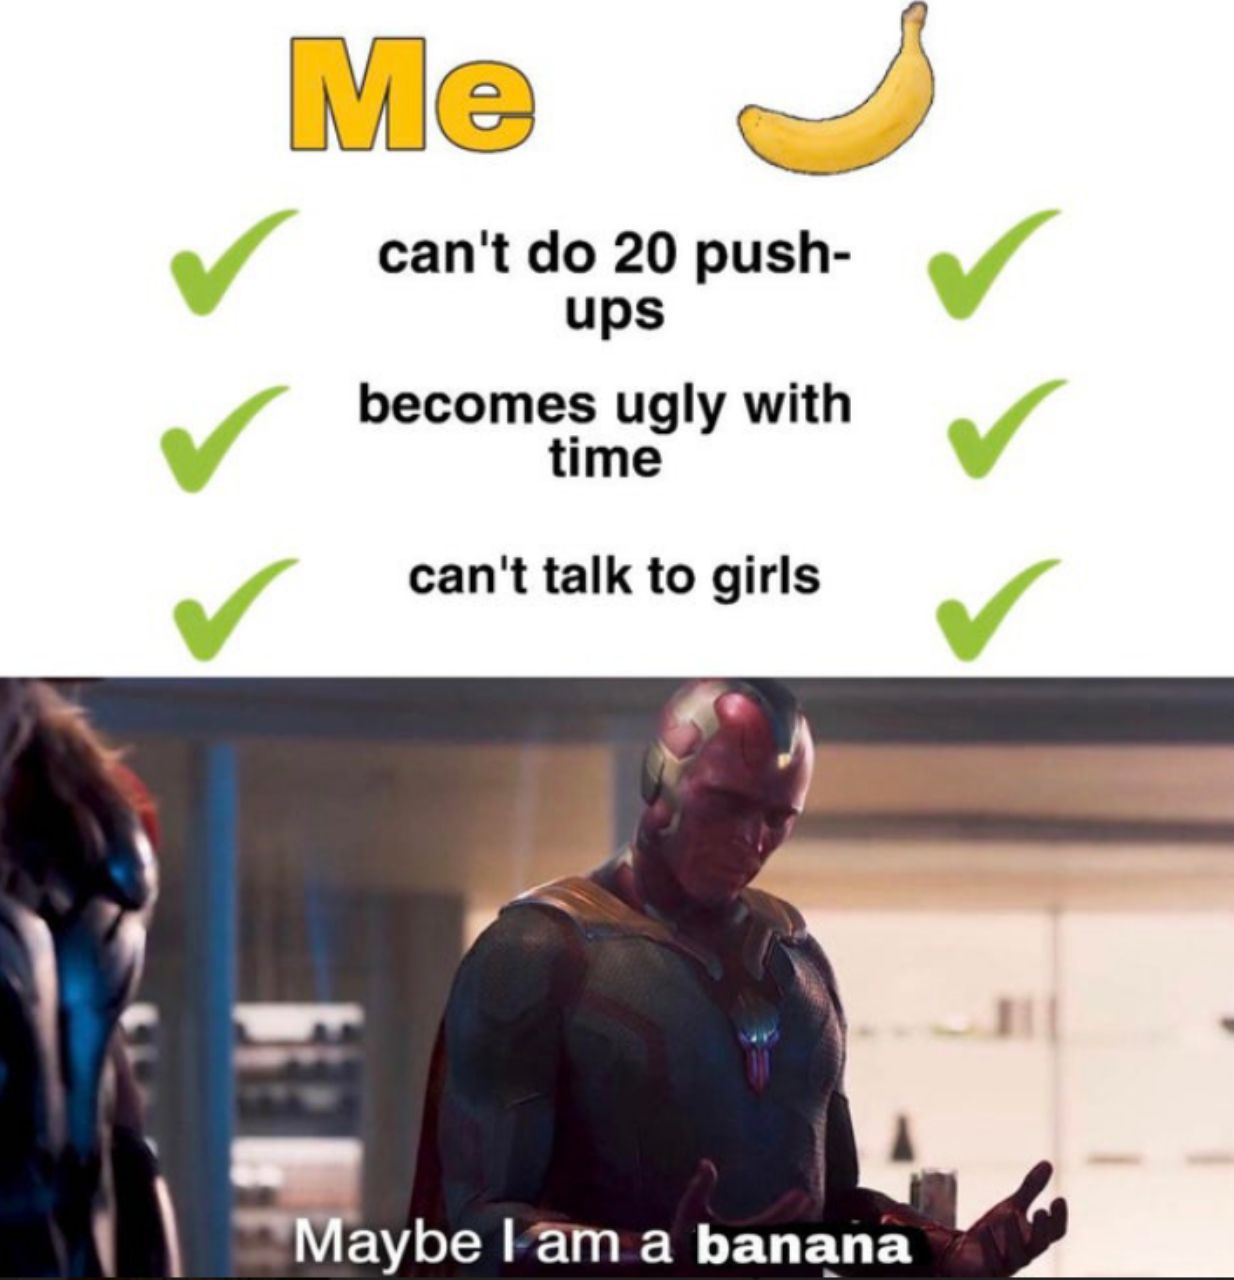 Me
can't do 20 push-
ups
becomes ugly with
time
can't talk to girls
Maybe I am a banana